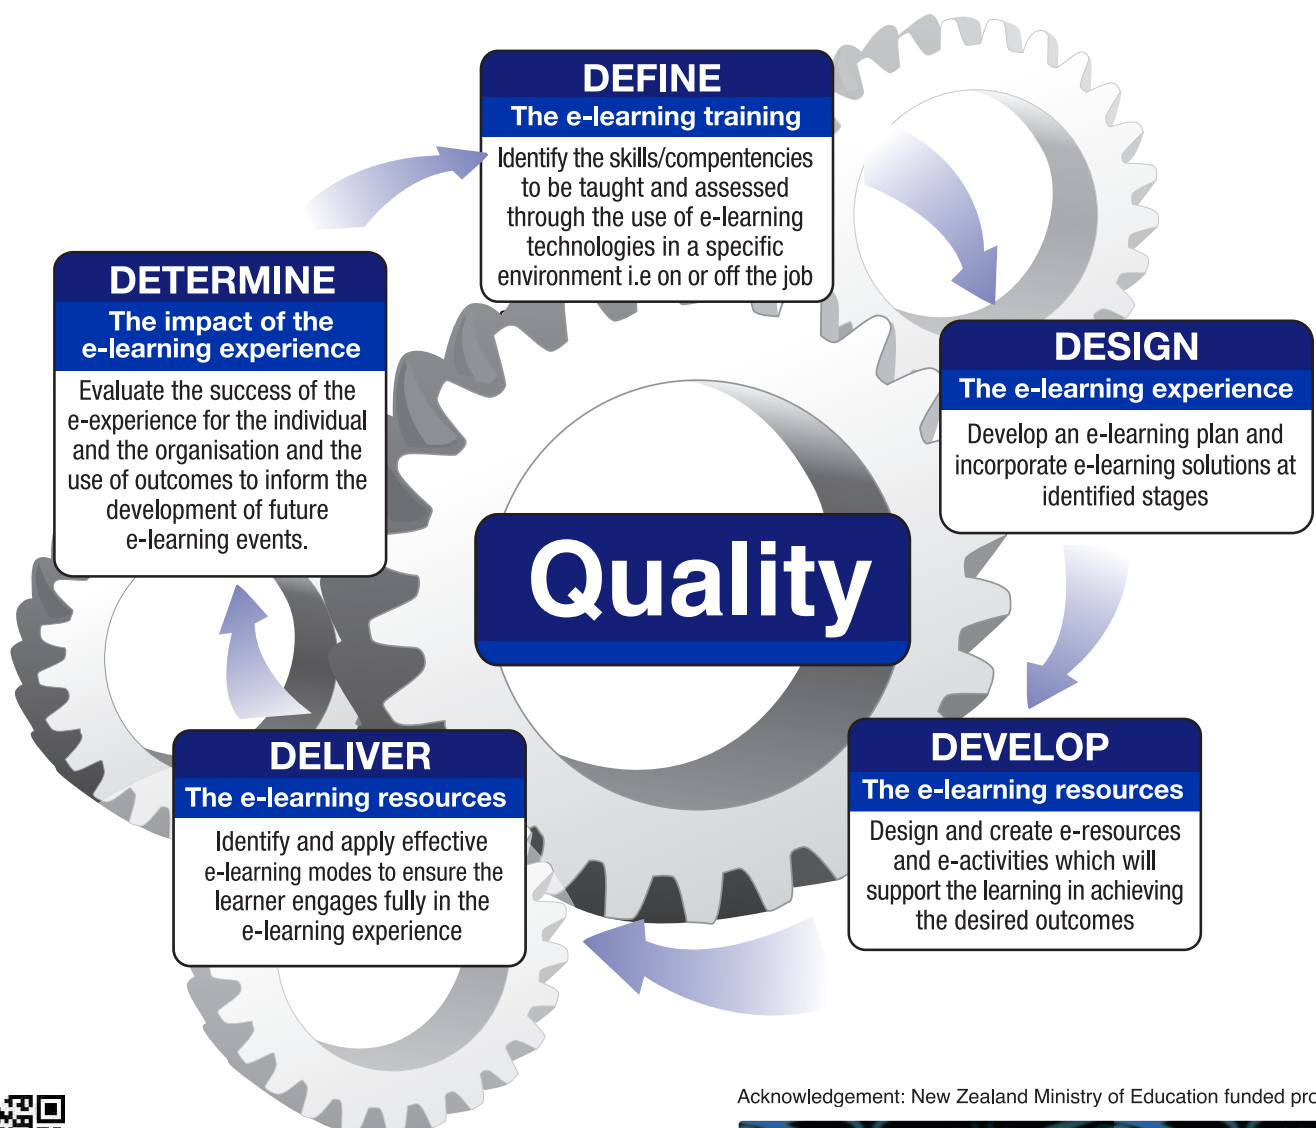 DEFINE
The e-learning training
Identify the skills/compentencies
to be taught and assessed
through the use of e-learning
technologies in a specific
environment i.e on or off the job
DESIGN
The e-learning experience
Develop an e-learning plan and
incorporate e-learning solutions at
identified stages
DEVELOP
The e-learning resources
Design and create e-resources
and e-activities which will
support the learning in achieving
the desired outcomes
DELIVER
The e-learning resources
Identify and apply effective
e-learning modes to ensure the
learner engages fully in the
e-learning experience
DETERMINE
The impact of the
e-learning experience
Evaluate the success of the
e-experience for the individual
and the organisation and the
use of outcomes to inform the
development of future
e-learning events.
Quality
Acknowledgement: New Zealand Ministry of Education funded